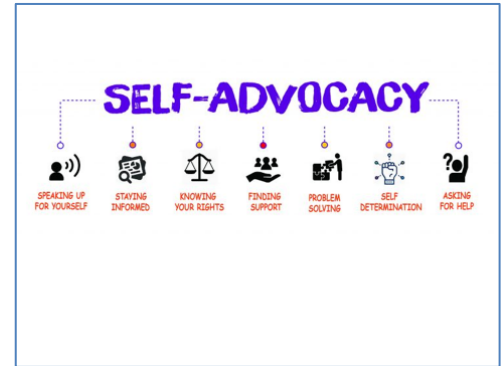 SELF-ADVOCACY
SPEAKING UP
FOR YOURSELF
STAYING
INFORMED
KNOWING
YOUR RIGHTS
FINDING
SUPPORT
PROBLEM
SOLVING
SELF
DETERMINATION
ASKING
FOR HELP